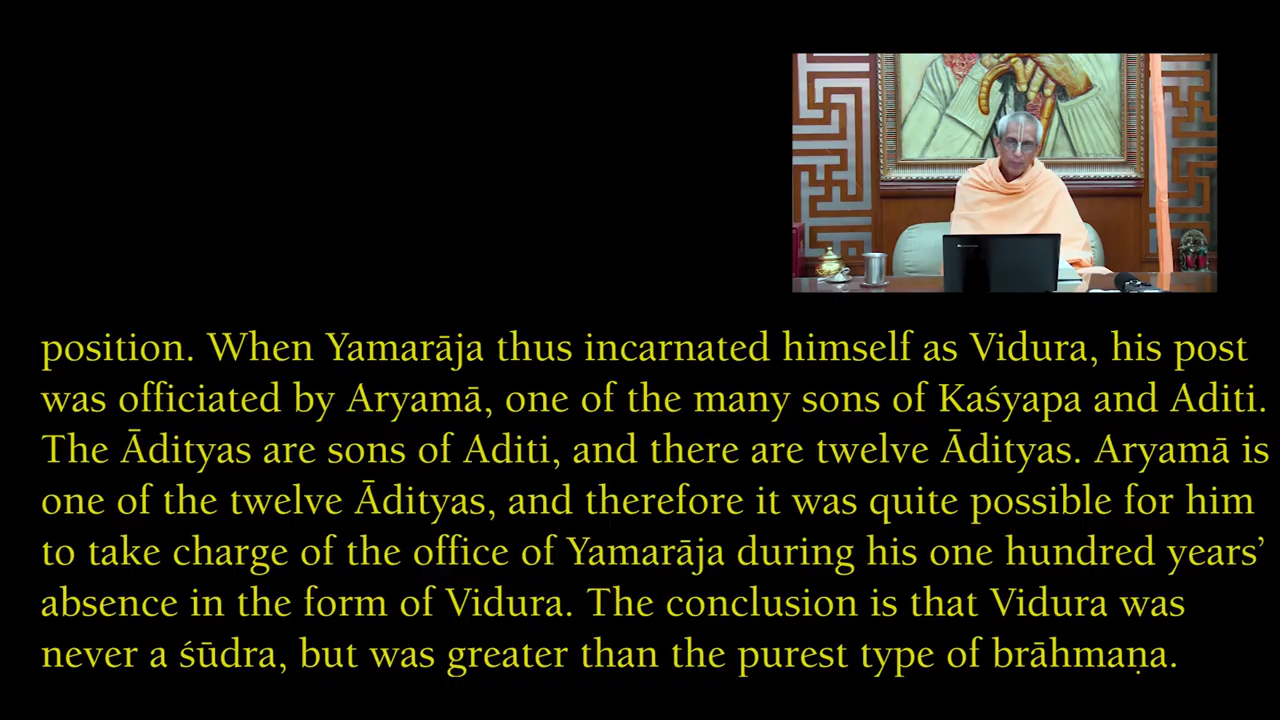 position. When Yamarāja thus incarnated himself as Vidura, his post
was officiated by Aryamā, one of the many sons of Kaśyapa and Aditi.
The Ādityas are sons of Aditi, and there are twelve Ādityas. Aryamā is
one of the twelve Ādityas, and therefore it was quite possible for him
to take charge of the office of Yamarāja during his one hundred years’
absence in the form of Vidura. The conclusion is that Vidura was
never a śūdra, but was greater than the purest type of brāhmaṇa.